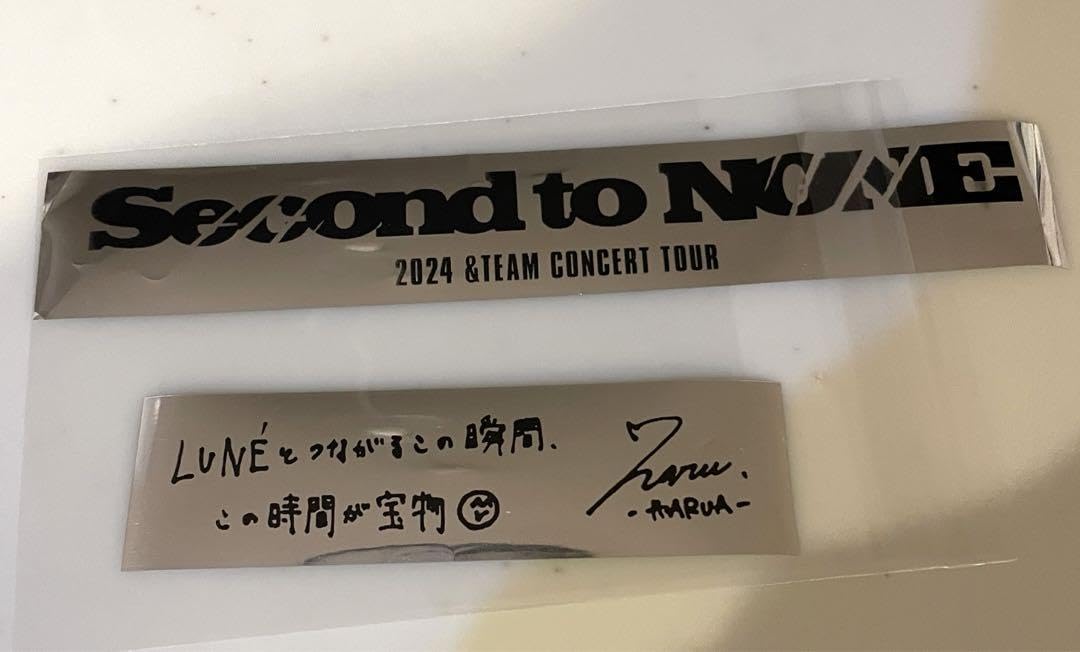 Second to NONE
2024 &TEAM CONCERT TOUR
LUNÉとつながるこの瞬間、
この時間が宝物
-HARUA-